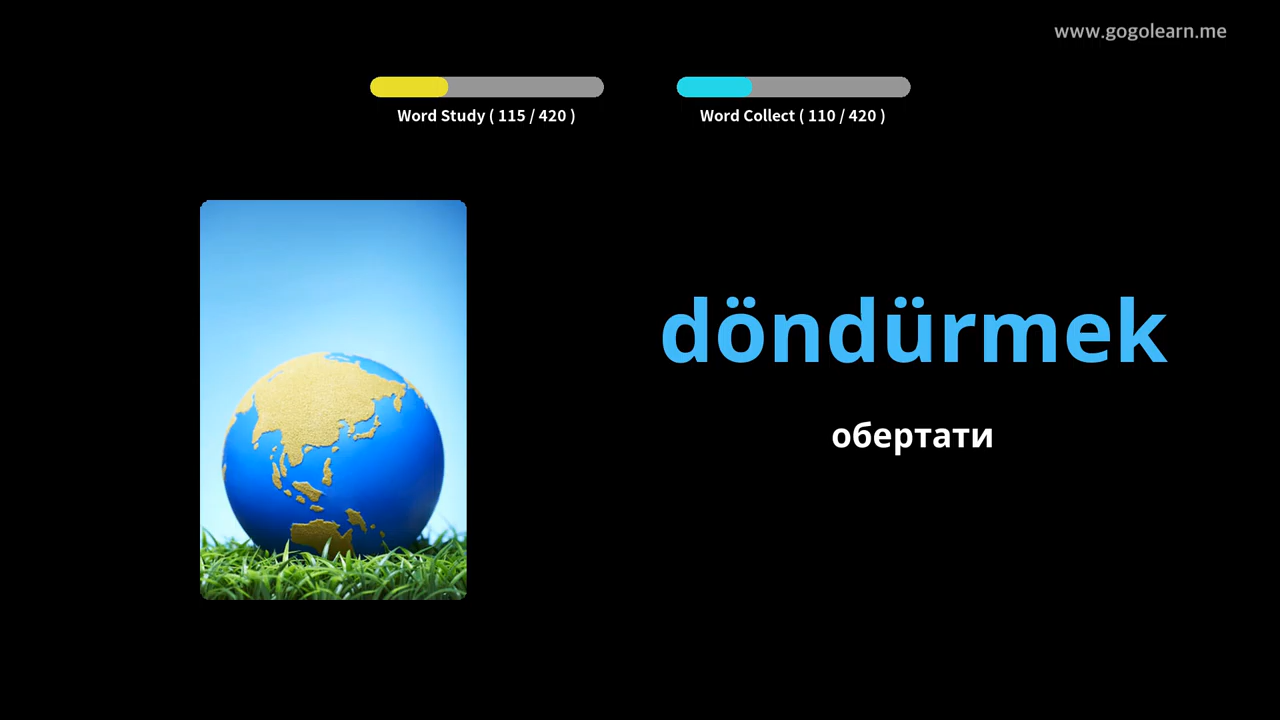 www.gogolearn.me
Word Study ( 115 / 420 )
Word Collect ( 110 / 420 )
döndürmek
обертати